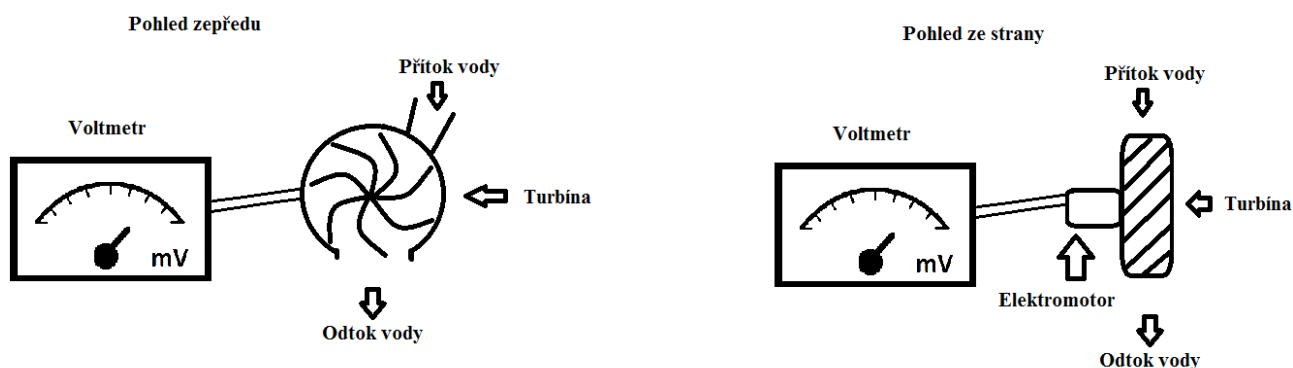 Pohled zepředu
Přítok vody
Voltmetr
mV
Turbína
Odtok vody
Pohled ze strany
Přítok vody
Voltmetr
mV
Turbína
Elektromotor
Odtok vody